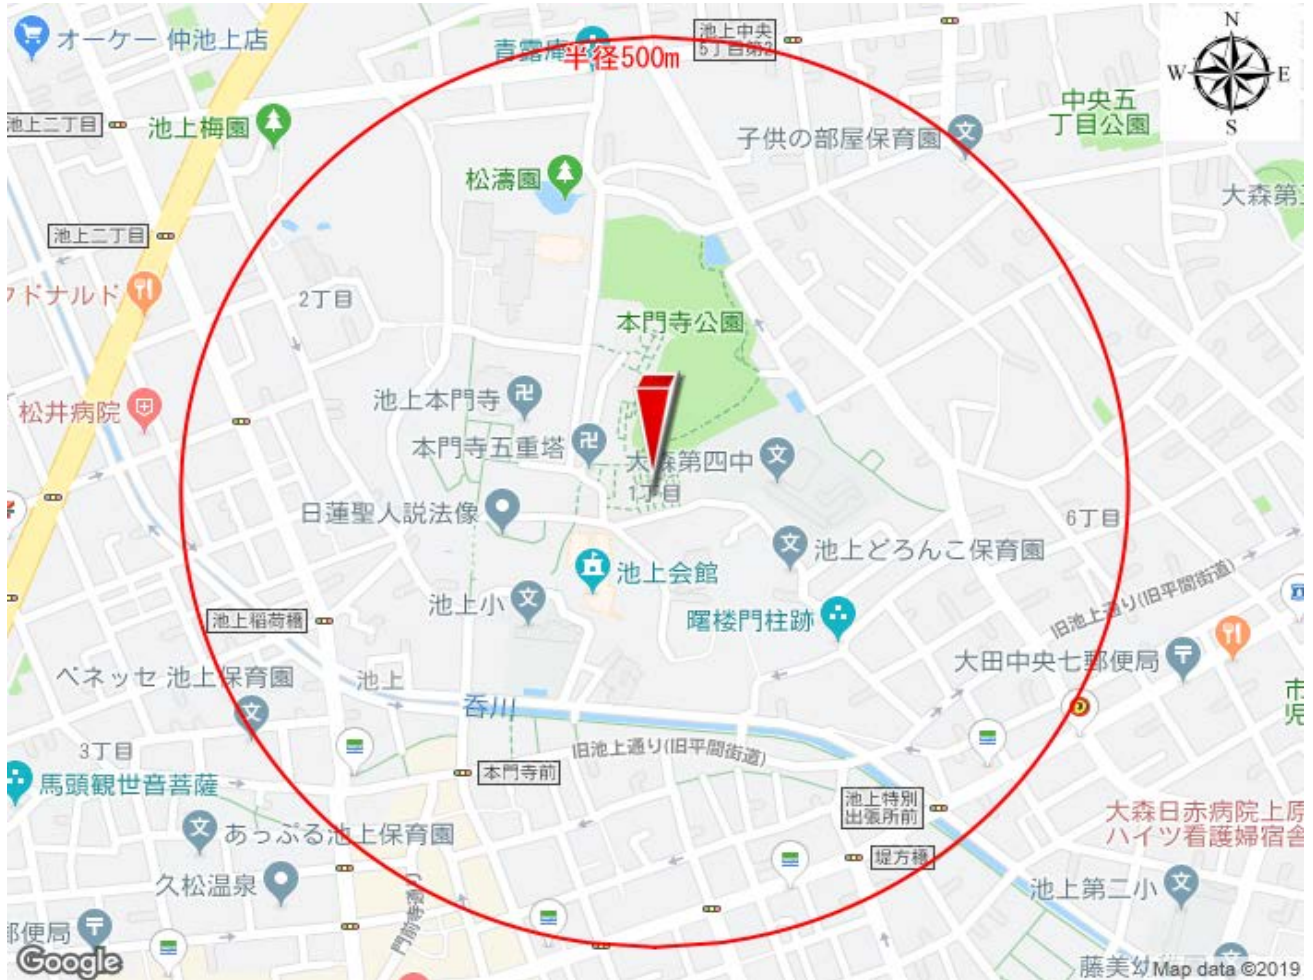 オーケー 仲池上店
青露庵
半径500m
池上中央
5丁目第2
N
W
E
S
池上二丁目
池上梅園
子供の部屋保育園
中央五
丁目公園
松濤園
大森第
池上二丁目
クドナルド
2丁目
本門寺公園
松井病院
池上本門寺
本門寺五重塔
大森第四中
1丁目
日蓮聖人説法像
6丁目
池上会館
池上どろんこ保育園
池上小
曙楼門柱跡
旧池上通り(旧平間街道)
池上稲荷橋
大田中央七郵便局
ベネッセ 池上保育園
池上
呑川
市
児
3丁目
旧池上通り(旧平間街道)
馬頭観世音菩薩
本門寺前
池上特別
出張所前
大森日赤病院上原
ハイツ看護婦宿舎
あっぷる池上保育園
堤方橋
久松温泉
池上第二小
門前寺通り
郵便局
Google
藤美幼
Map data ©2019